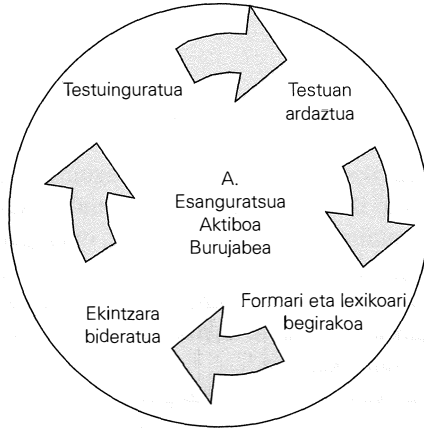 Testuinguratua
Testuan
ardaztua
A.
Esanguratsua
Aktiboa
Burujabea
Formari eta lexikoari
begirakoa
Ekintzara
bideratua